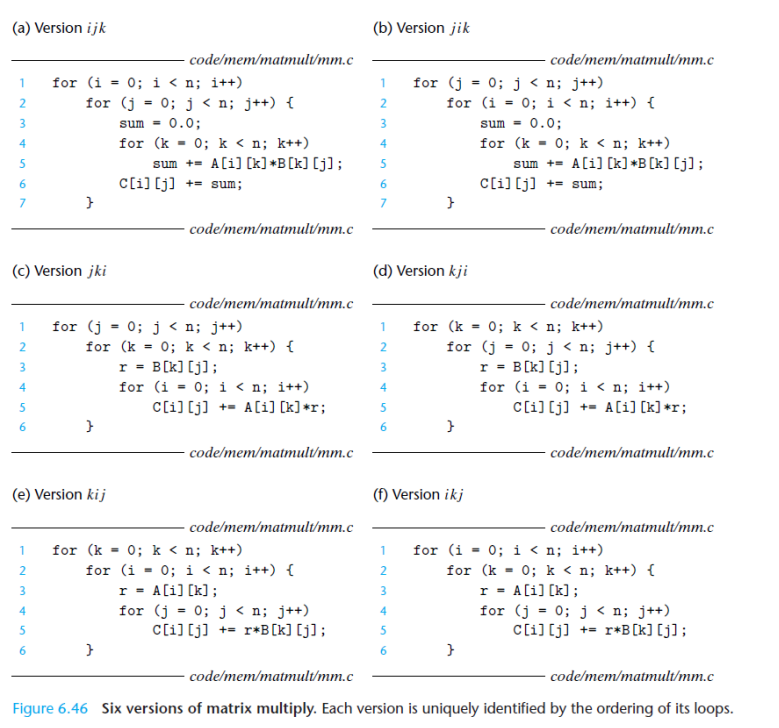 (a) Version ijk
code/mem/matmult/mm.c
1 for (i = 0; i < n; i++)
2 for (j = 0; j < n; j++) {
3 sum = 0.0;
4 for (k = 0; k < n; k++)
5 sum += A[i][k]*B[k][j];
6 C[i][j] += sum;
7 }
code/mem/matmult/mm.c
(b) Version jik
code/mem/matmult/mm.c
1 for (j = 0; j < n; j++)
2 for (i = 0; i < n; i++) {
3 sum = 0.0;
4 for (k = 0; k < n; k++)
5 sum += A[i][k]*B[k][j];
6 C[i][j] += sum;
7 }
code/mem/matmult/mm.c
(c) Version jki
code/mem/matmult/mm.c
1 for (j = 0; j < n; j++)
2 for (k = 0; k < n; k++) {
3 r = B[k][j];
4 for (i = 0; i < n; i++)
5 C[i][j] += A[i][k]*r;
6 }
code/mem/matmult/mm.c
(d) Version kji
code/mem/matmult/mm.c
1 for (k = 0; k < n; k++)
2 for (j = 0; j < n; j++) {
3 r = B[k][j];
4 for (i = 0; i < n; i++)
5 C[i][j] += A[i][k]*r;
6 }
code/mem/matmult/mm.c
(e) Version kij
code/mem/matmult/mm.c
1 for (k = 0; k < n; k++)
2 for (i = 0; i < n; i++) {
3 r = A[i][k];
4 for (j = 0; j < n; j++)
5 C[i][j] += r*B[k][j];
6 }
code/mem/matmult/mm.c
(f) Version ikj
code/mem/matmult/mm.c
1 for (i = 0; i < n; i++)
2 for (k = 0; k < n; k++) {
3 r = A[i][k];
4 for (j = 0; j < n; j++)
5 C[i][j] += r*B[k][j];
6 }
code/mem/matmult/mm.c
Figure 6.46 Six versions of matrix multiply. Each version is uniquely identified by the ordering of its loops.